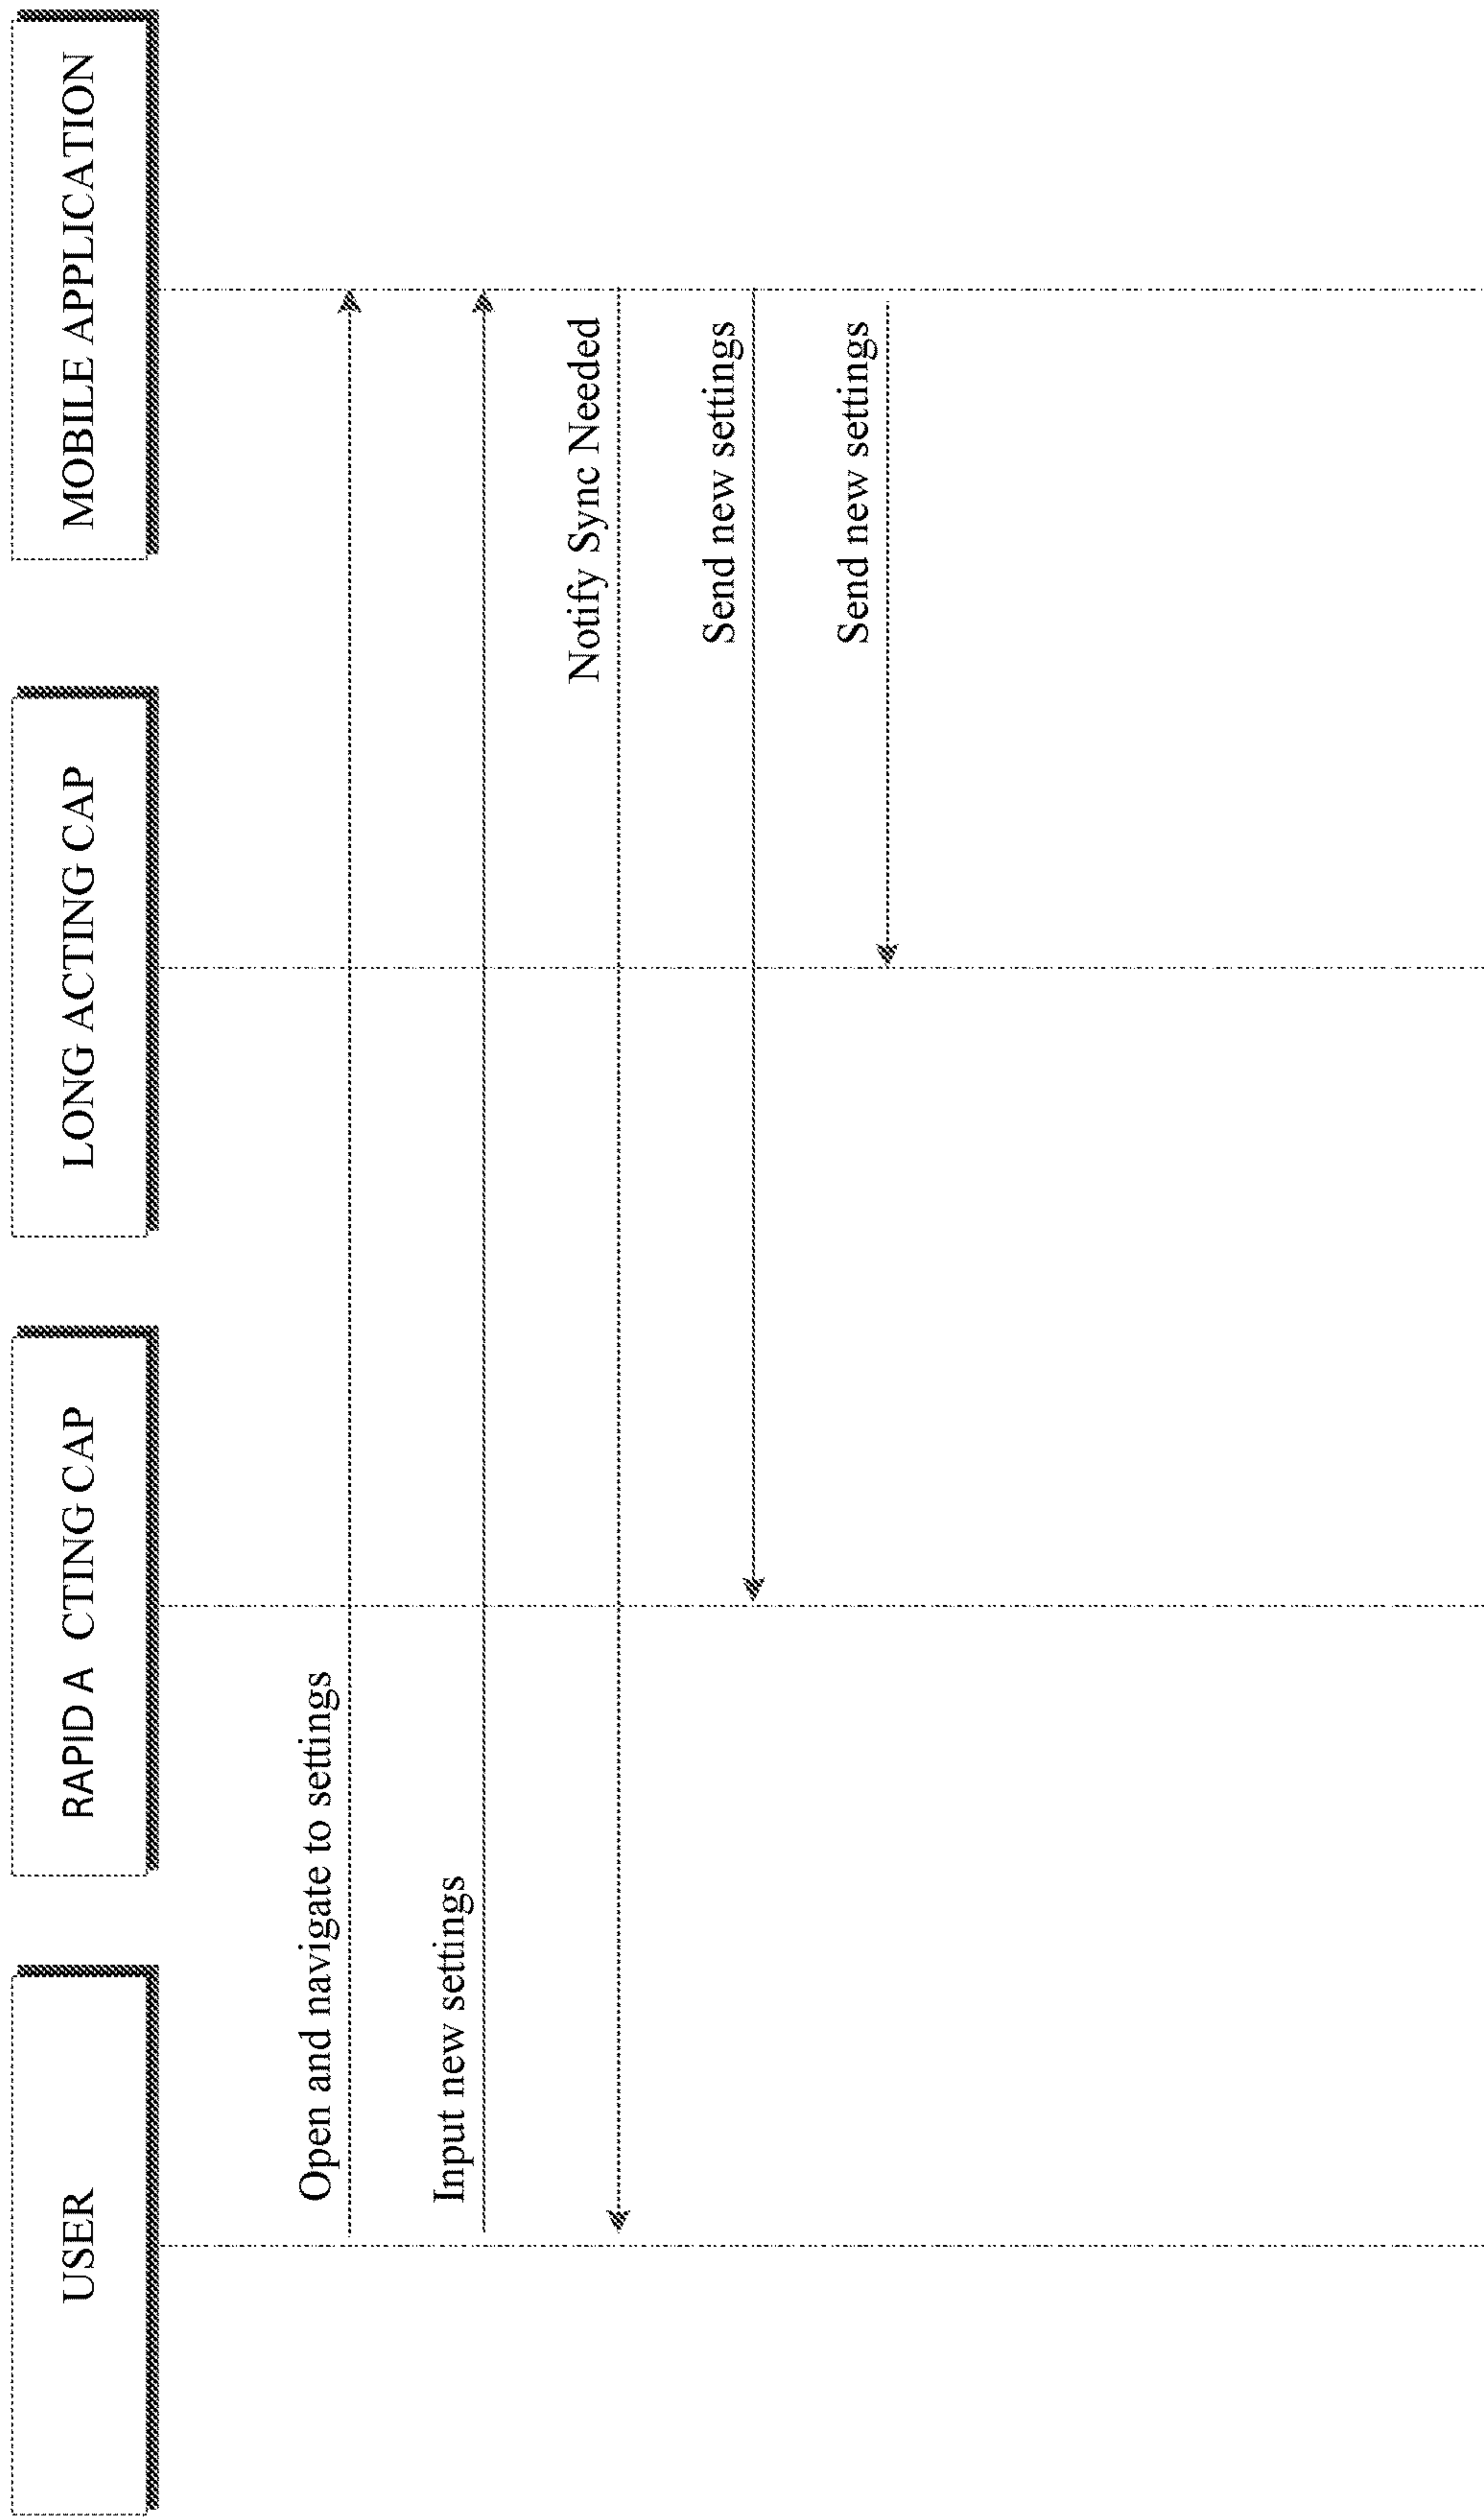 USER
RAPID A CTING CAP
LONG ACTING CAP
MOBILE APPLICATION
Open and navigate to settings
Input new settings
Notify Sync Needed
Send new settings
Send new settings